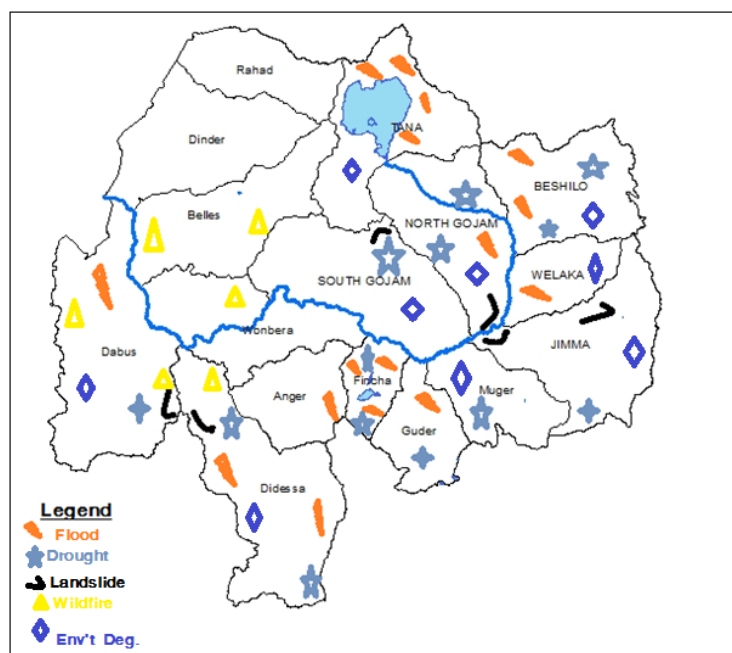 Rahad
TANA
Dinder
BESHILO
Belles
NORTH GOJAM
WELAKA
SOUTH GOJAM
Wonbera
JIMMA
Dabus
Fincha
Anger
Muger
Guder
Didessa
Legend
Flood
Drought
Landslide
Wildfire
Env't Deg.